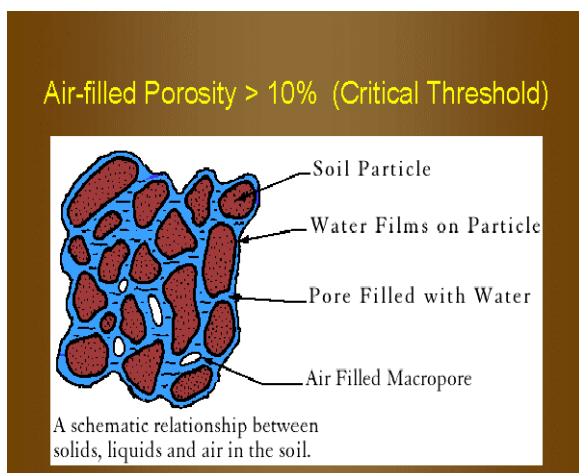 Air-filled Porosity > 10% (Critical Threshold)
Soil Particle
Water Films on Particle
Pore Filled with Water
Air Filled Macropore
A schematic relationship between
solids, liquids and air in the soil.